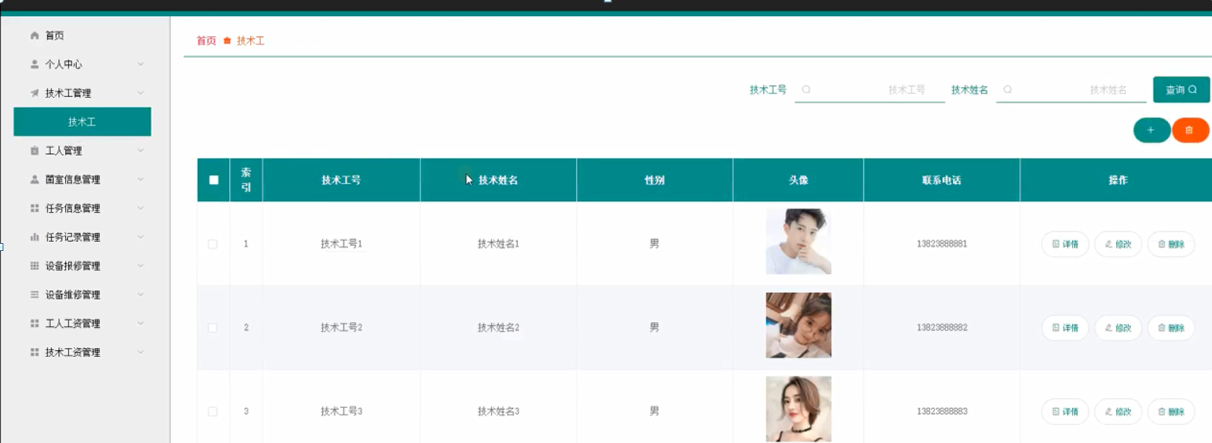 首页
个人中心
技术工管理
技术工
工人管理
菌室信息管理
任务信息管理
任务记录管理
设备报修管理
设备维修管理
工人工资管理
技术工资管理
首页 技术工
技术工号 技术工号 技术姓名 技术姓名 查询
+
索引 技术工号 技术姓名 性别 头像 联系电话 操作
1 技术工号1 技术姓名1 男 13823888881 详情 修改 删除
2 技术工号2 技术姓名2 男 13823888882 详情 修改 删除
3 技术工号3 技术姓名3 男 13823888883 详情 修改 删除